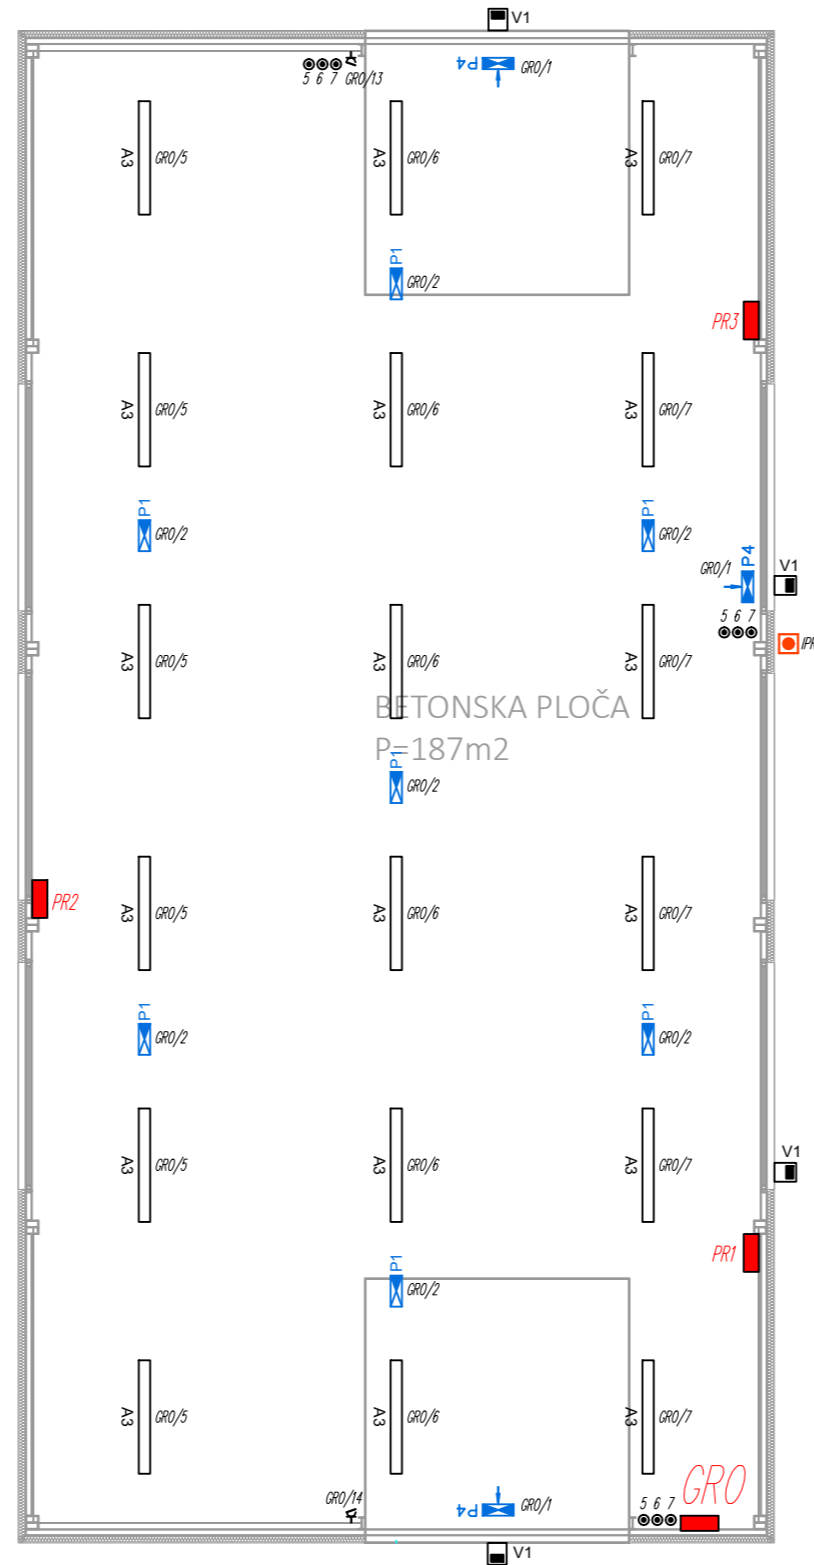 V1
P4 GRO/1
5 6 7 GRO/13
A3 GRO/5
A3 GRO/6
A3 GRO/7
P1
GRO/2
PR3
A3 GRO/5
A3 GRO/6
A3 GRO/7
P1
GRO/2
P1
GRO/2
GRO/1 P4
V1
5 6 7
A3 GRO/5
A3 GRO/6
A3 GRO/7
BETONSKA PLOČA
P=187m2
P1
GRO/2
A3 GRO/5
A3 GRO/6
A3 GRO/7
PR2
P1
GRO/2
P1
GRO/2
A3 GRO/5
A3 GRO/6
A3 GRO/7
V1
PR1
P1
GRO/2
A3 GRO/5
A3 GRO/6
A3 GRO/7
GRO
GRO/14
P4 GRO/1
5 6 7
V1